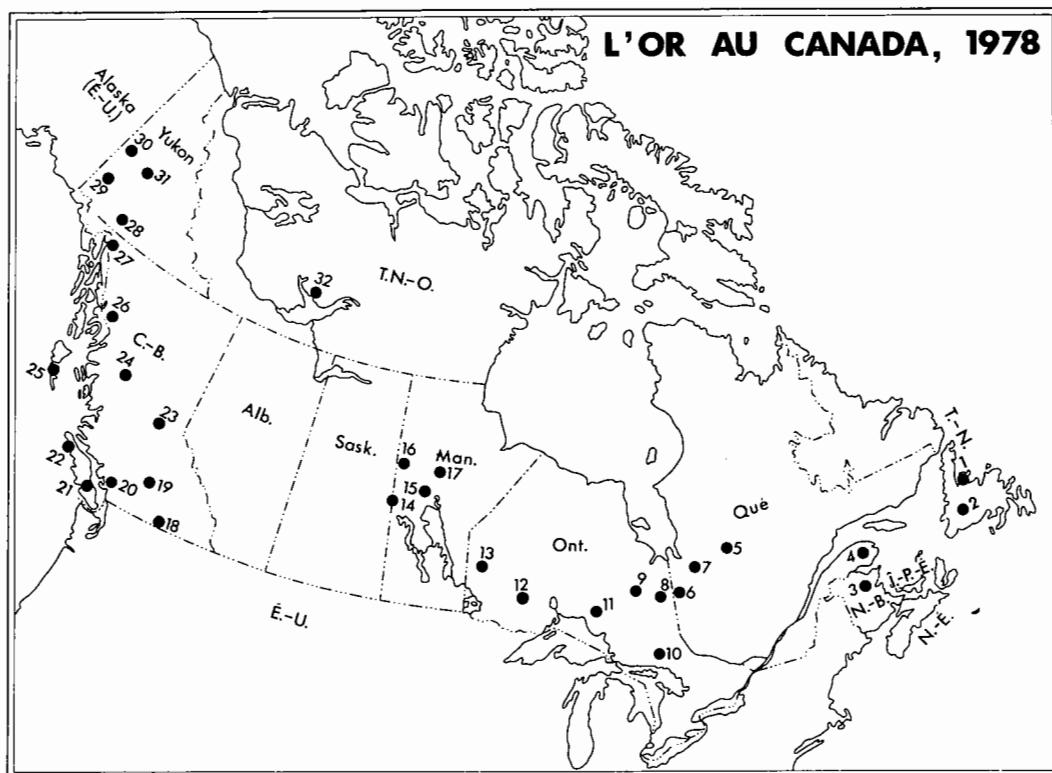 L'OR AU CANADA, 1978
Alaska
(É.-U.)
Yukon
30
31
29
28
27
32
T.N.-O.
26
C.-B.
24
25
23
Alb.
Sask.
16
Man.
17
15
14
22
21
20
19
18
É.-U.
13
Ont.
12
11
9
8
6
7
5
10
Qué
T.-N.
1
2
4
3
Î.-P.-É.
N.-B.
N.-É.